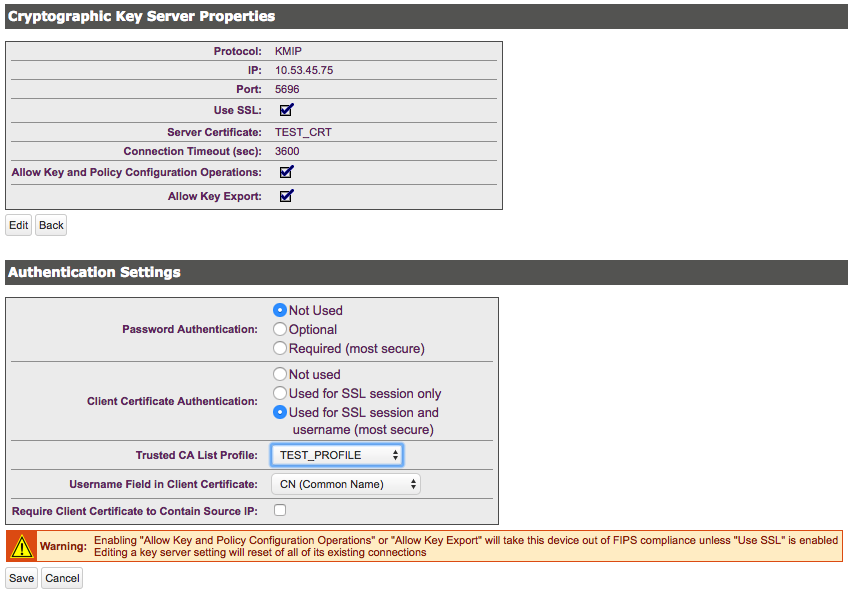 Cryptographic Key Server Properties
Protocol: KMIP
IP: 10.53.45.75
Port: 5696
Use SSL:
Server Certificate: TEST_CRT
Connection Timeout (sec): 3600
Allow Key and Policy Configuration Operations:
Allow Key Export:
Edit Back
Authentication Settings
Password Authentication: Not Used
Optional
Required (most secure)
Client Certificate Authentication: Not used
Used for SSL session only
Used for SSL session and
username (most secure)
Trusted CA List Profile: TEST_PROFILE
Username Field in Client Certificate: CN (Common Name)
Require Client Certificate to Contain Source IP:
Warning: Enabling "Allow Key and Policy Configuration Operations" or "Allow Key Export" will take this device out of FIPS compliance unless "Use SSL" is enabled
Editing a key server setting will reset of all of its existing connections
Save Cancel